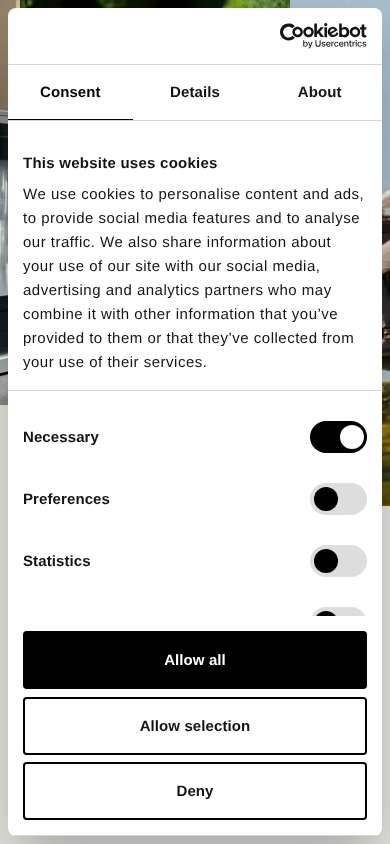 Cookiebot
by Usercentrics
Consent
Details
About
This website uses cookies
We use cookies to personalise content and ads,
to provide social media features and to analyse
our traffic. We also share information about
your use of our site with our social media,
advertising and analytics partners who may
combine it with other information that you’ve
provided to them or that they’ve collected from
your use of their services.
Necessary
Preferences
Statistics
Allow all
Allow selection
Deny